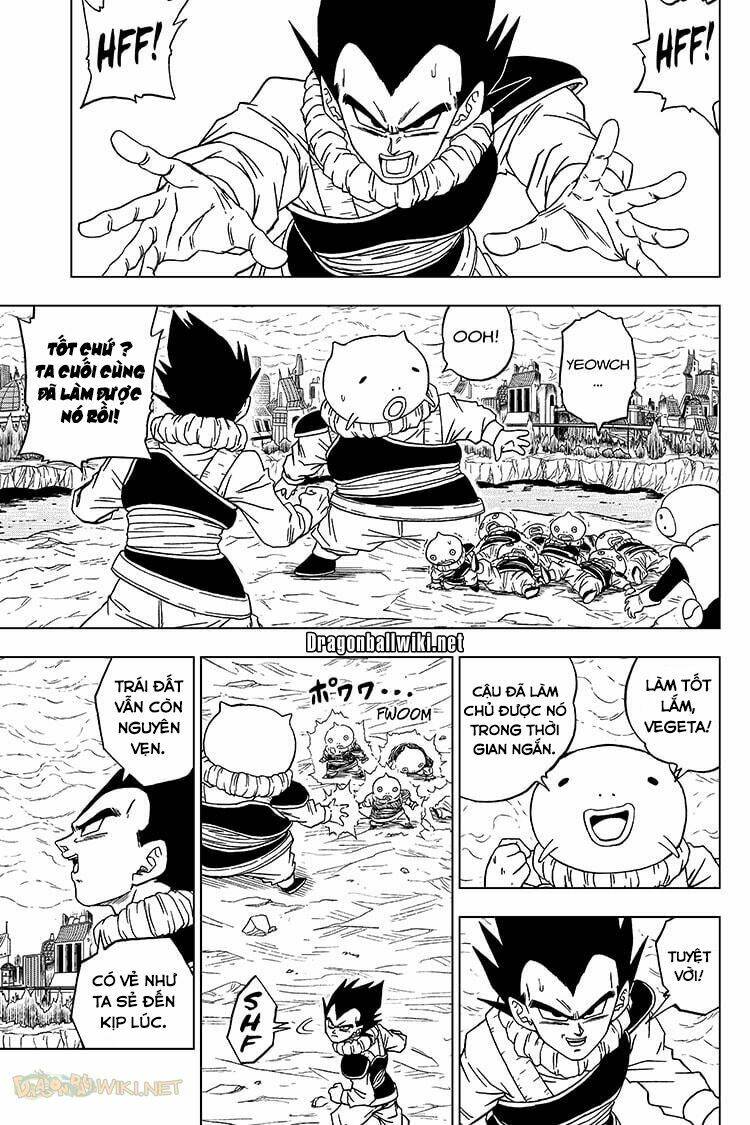 HFF!
HFF!
YEOWCH
...
OOH!
TỐT CHỨ ?
TA CUỐI CÙNG
ĐÃ LÀM ĐƯỢC
NÓ RỒI!
Dragonballwiki.net
LÀM TỐT
LẮM,
VEGETA!
CẬU ĐÃ LÀM
CHỦ ĐƯỢC NÓ
TRONG THỜI
GIAN NGẮN.
TUYỆT
VỜI!
ポワワ・・・
FWOOM
SHF
TRÁI ĐẤT
VẪN CÒN
NGUYÊN
VẸN.
CÓ VẺ NHƯ
TA SẺ ĐẾN
KỊP LÚC.
DRAGONBALLWIKI.NET